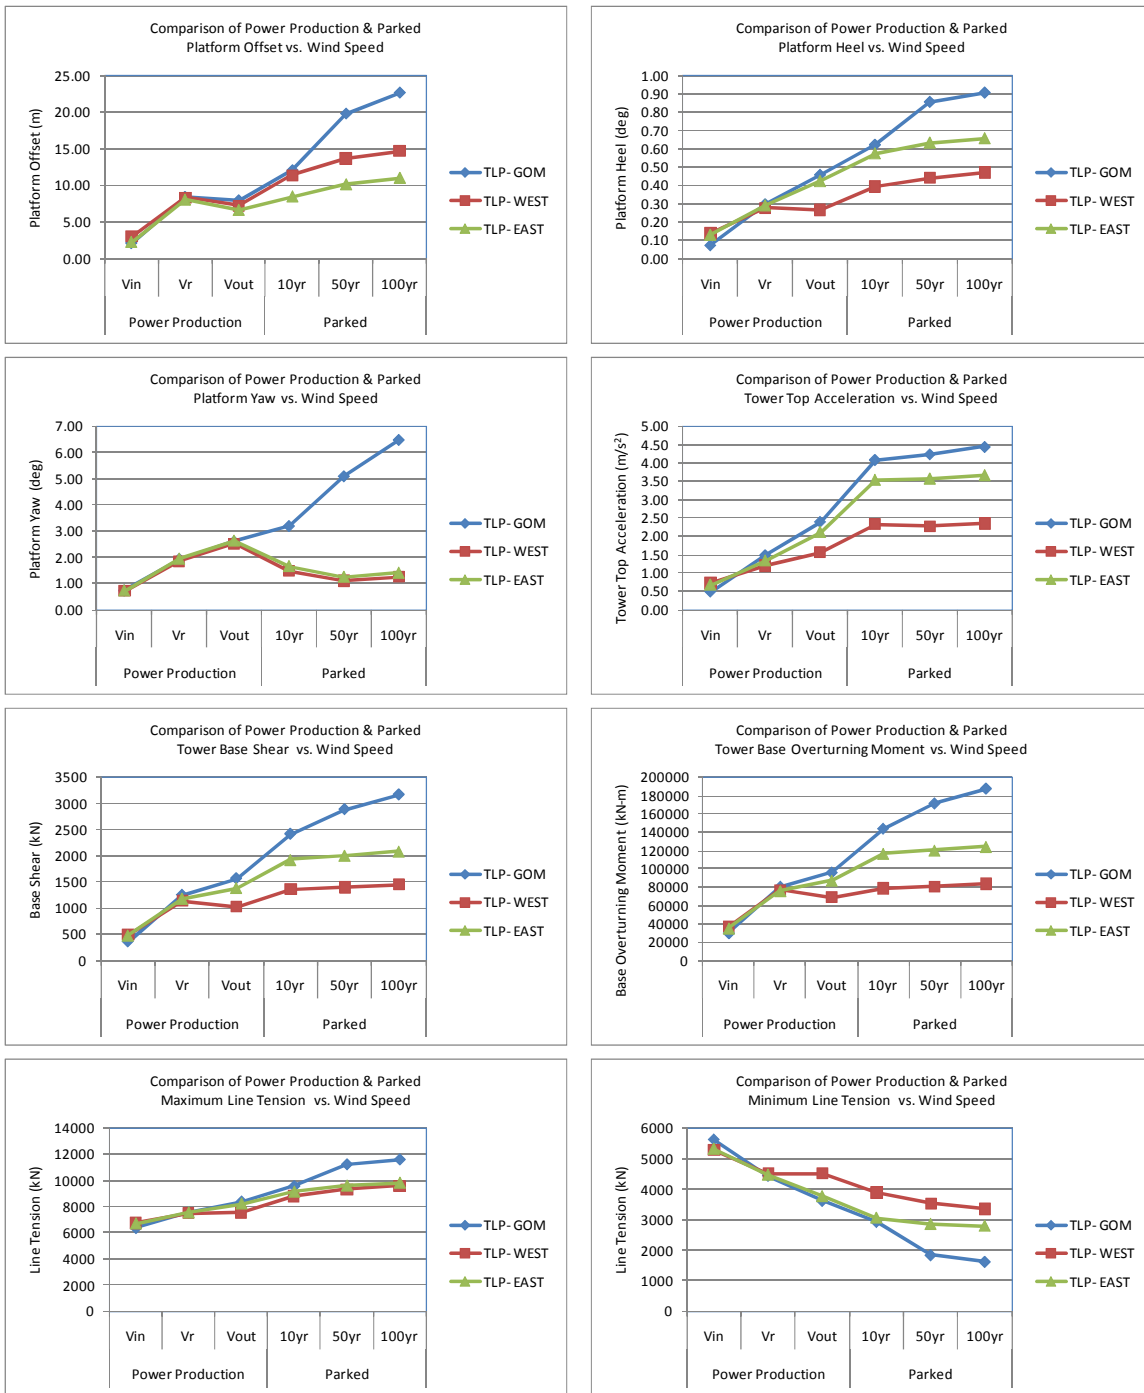 Comparison of Power Production & Parked
Platform Offset vs. Wind Speed
Platform Offset (m)
25.00
20.00
15.00
10.00
5.00
0.00
Vin Vr Vout 10yr 50yr 100yr
Power Production Parked
TLP- GOM
TLP- WEST
TLP- EAST
Comparison of Power Production & Parked
Platform Heel vs. Wind Speed
Platform Heel (deg)
1.00
0.90
0.80
0.70
0.60
0.50
0.40
0.30
0.20
0.10
0.00
Vin Vr Vout 10yr 50yr 100yr
Power Production Parked
TLP- GOM
TLP- WEST
TLP- EAST
Comparison of Power Production & Parked
Platform Yaw vs. Wind Speed
Platform Yaw (deg)
7.00
6.00
5.00
4.00
3.00
2.00
1.00
0.00
Vin Vr Vout 10yr 50yr 100yr
Power Production Parked
TLP- GOM
TLP- WEST
TLP- EAST
Comparison of Power Production & Parked
Tower Top Acceleration vs. Wind Speed
Tower Top Acceleration (m/s²)
5.00
4.50
4.00
3.50
3.00
2.50
2.00
1.50
1.00
0.50
0.00
Vin Vr Vout 10yr 50yr 100yr
Power Production Parked
TLP- GOM
TLP- WEST
TLP- EAST
Comparison of Power Production & Parked
Tower Base Shear vs. Wind Speed
Base Shear (kN)
3500
3000
2500
2000
1500
1000
500
0
Vin Vr Vout 10yr 50yr 100yr
Power Production Parked
TLP- GOM
TLP- WEST
TLP- EAST
Comparison of Power Production & Parked
Tower Base Overturning Moment vs. Wind Speed
Base Overturning Moment (kN-m)
200000
180000
160000
140000
120000
100000
80000
60000
40000
20000
0
Vin Vr Vout 10yr 50yr 100yr
Power Production Parked
TLP- GOM
TLP- WEST
TLP- EAST
Comparison of Power Production & Parked
Maximum Line Tension vs. Wind Speed
Line Tension (kN)
14000
12000
10000
8000
6000
4000
2000
0
Vin Vr Vout 10yr 50yr 100yr
Power Production Parked
TLP- GOM
TLP- WEST
TLP- EAST
Comparison of Power Production & Parked
Minimum Line Tension vs. Wind Speed
Line Tension (kN)
6000
5000
4000
3000
2000
1000
0
Vin Vr Vout 10yr 50yr 100yr
Power Production Parked
TLP- GOM
TLP- WEST
TLP- EAST